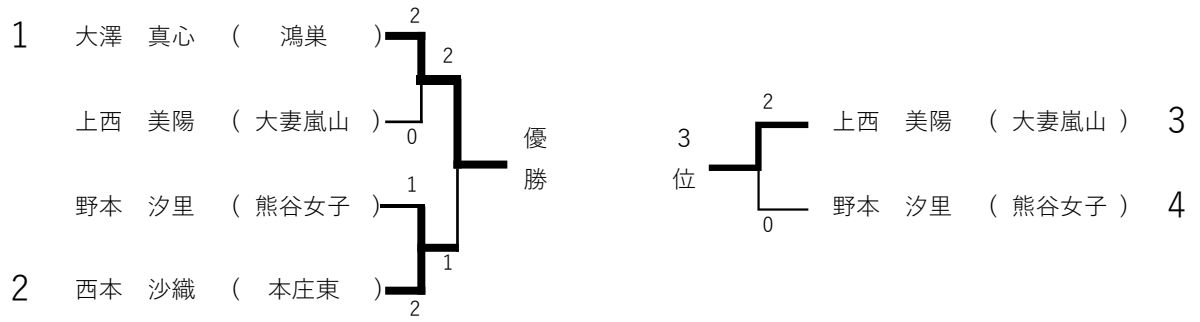 2
1 大澤 真心 ( 鴻巣 )
2
2
上西 美陽 ( 大妻嵐山 )
上西 美陽 ( 大妻嵐山 ) 3
0
優勝
3位
1
野本 汐里 ( 熊谷女子 )
野本 汐里 ( 熊谷女子 ) 4
0
1
2 西本 沙織 ( 本庄東 )
2